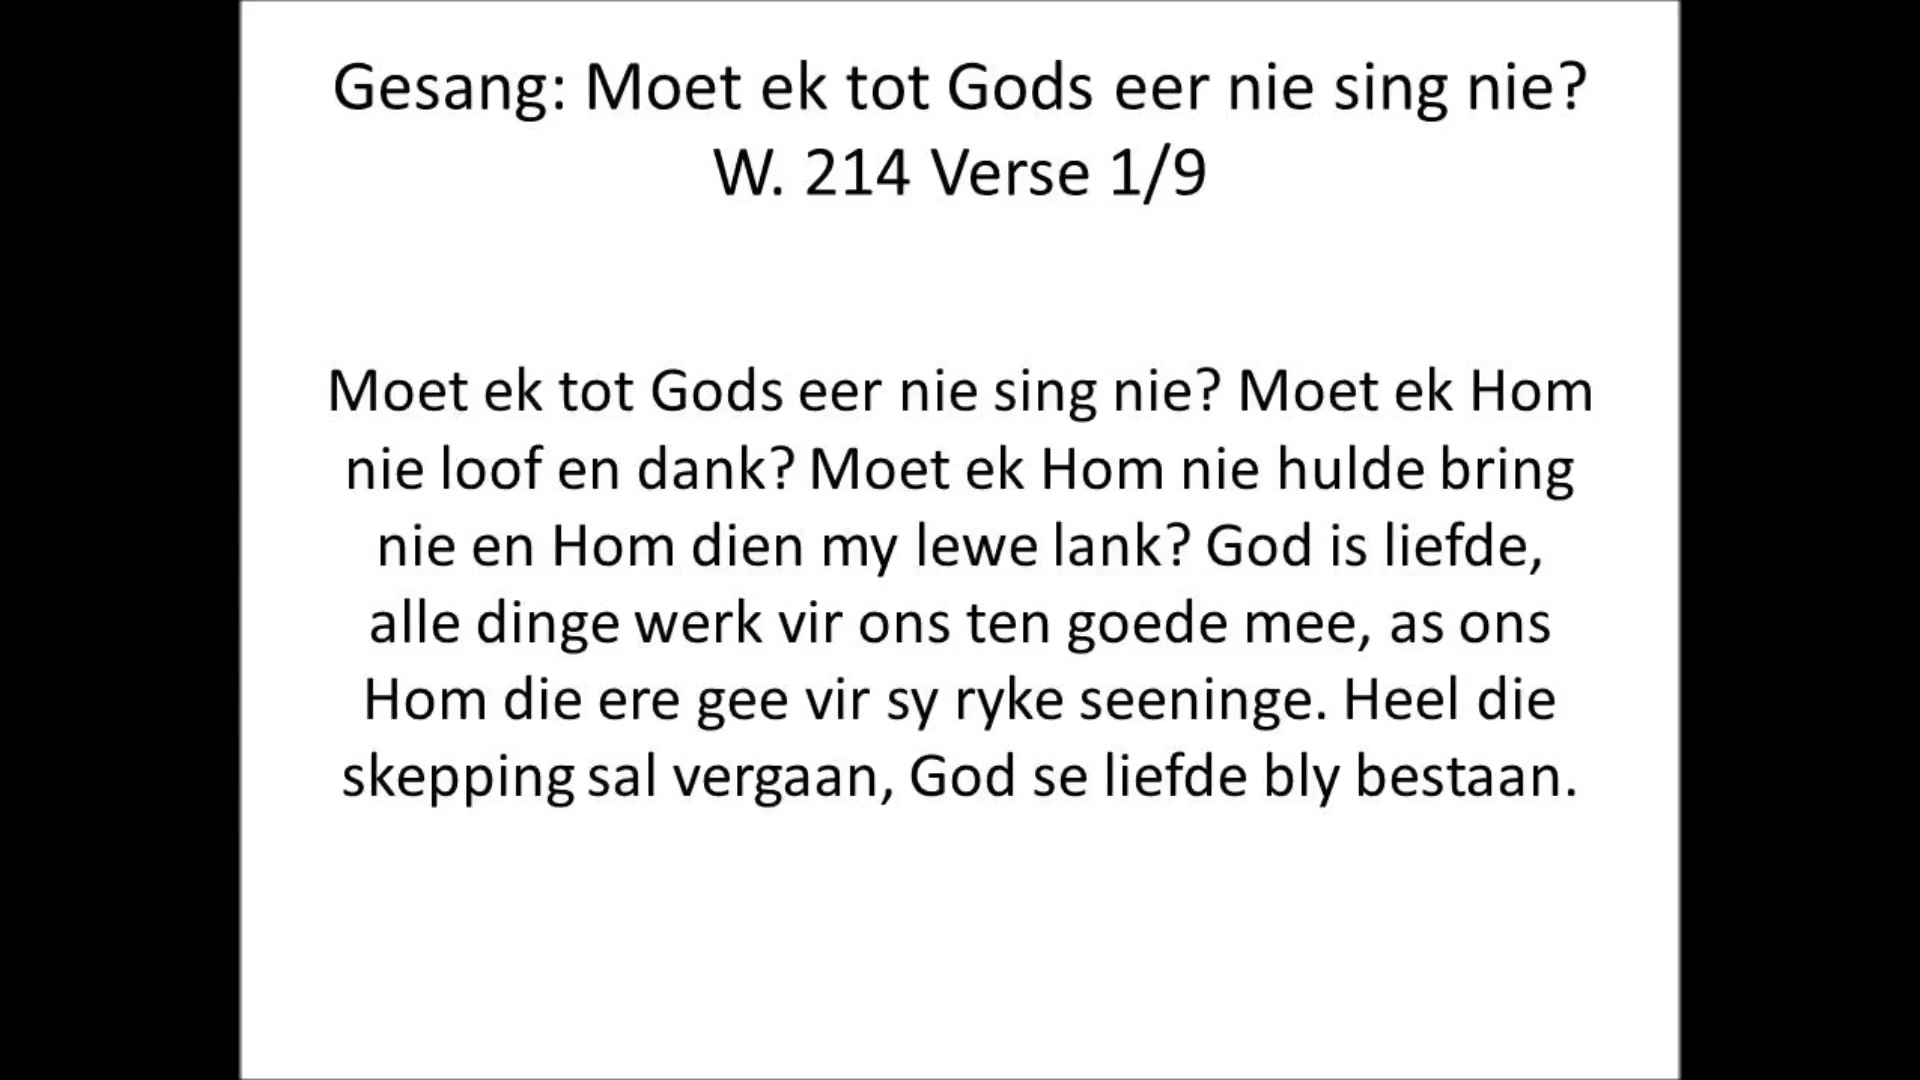 Gesang: Moet ek tot Gods eer nie sing nie?
W. 214 Verse 1/9
Moet ek tot Gods eer nie sing nie? Moet ek Hom
nie loof en dank? Moet ek Hom nie hulde bring
nie en Hom dien my lewe lank? God is liefde,
alle dinge werk vir ons ten goede mee, as ons
Hom die ere gee vir sy ryke seeninge. Heel die
skepping sal vergaan, God se liefde bly bestaan.